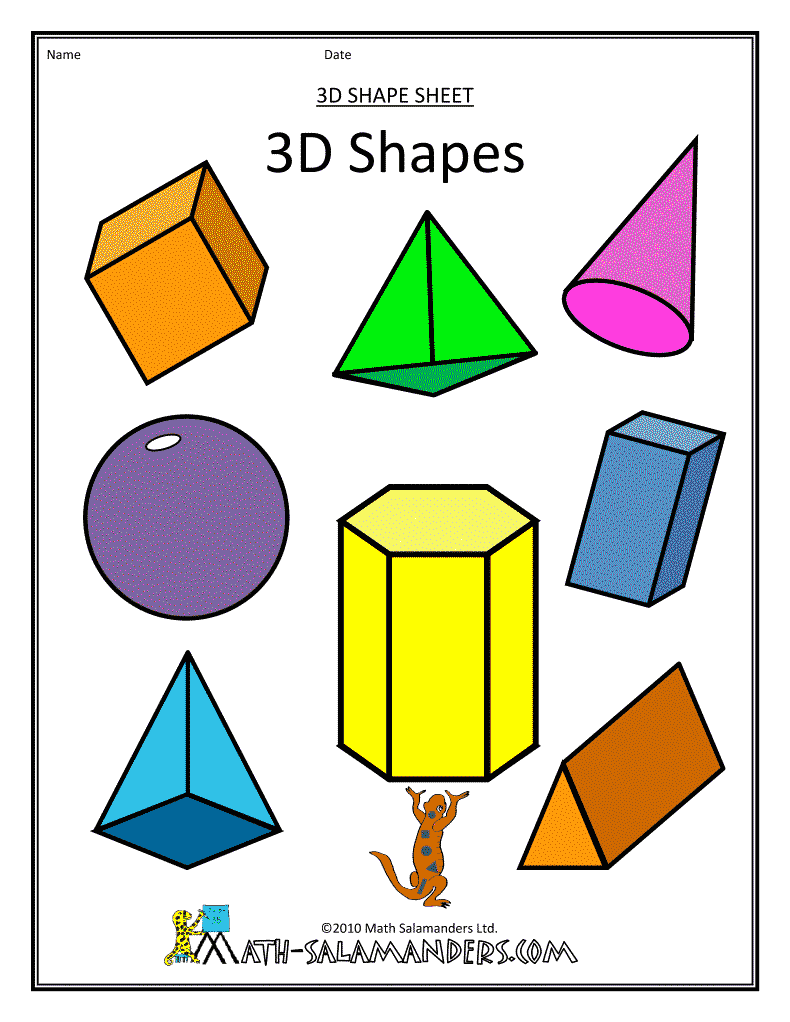 Name Date
3D SHAPE SHEET
3D Shapes
©2010 Math Salamanders Ltd.
MATH-SALAMANDERS.COM